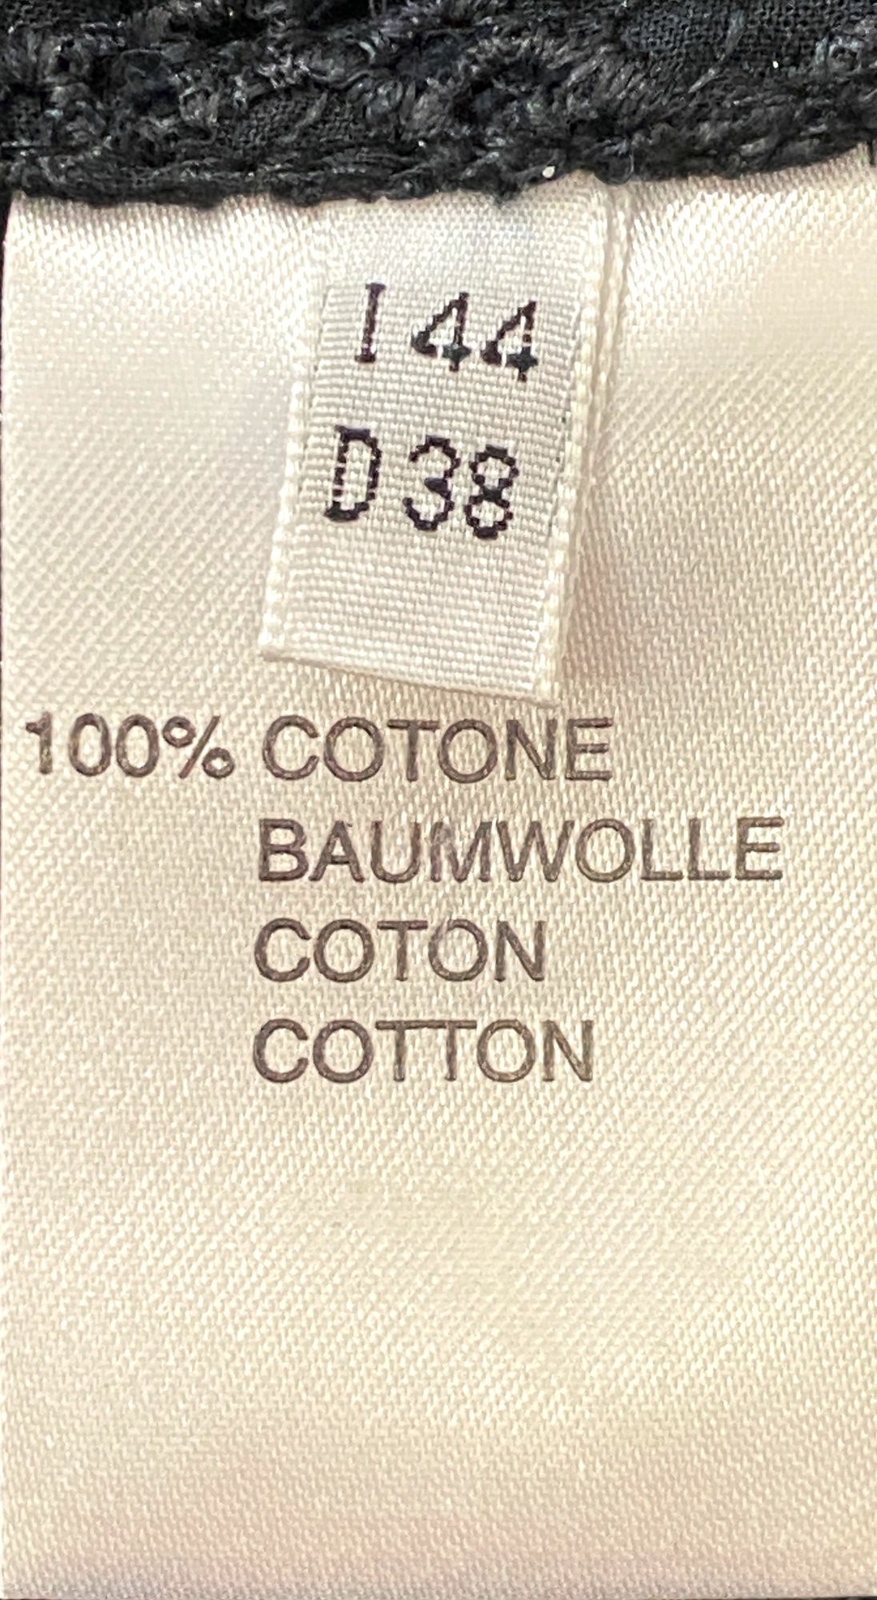 I 44
D 38
100% COTONE
BAUMWOLLE
COTON
COTTON